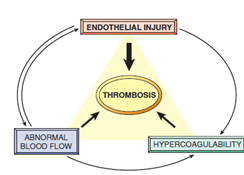 ENDOTHELIAL INJURY
THROMBOSIS
ABNORMAL
BLOOD FLOW
HYPERCOAGULABILITY